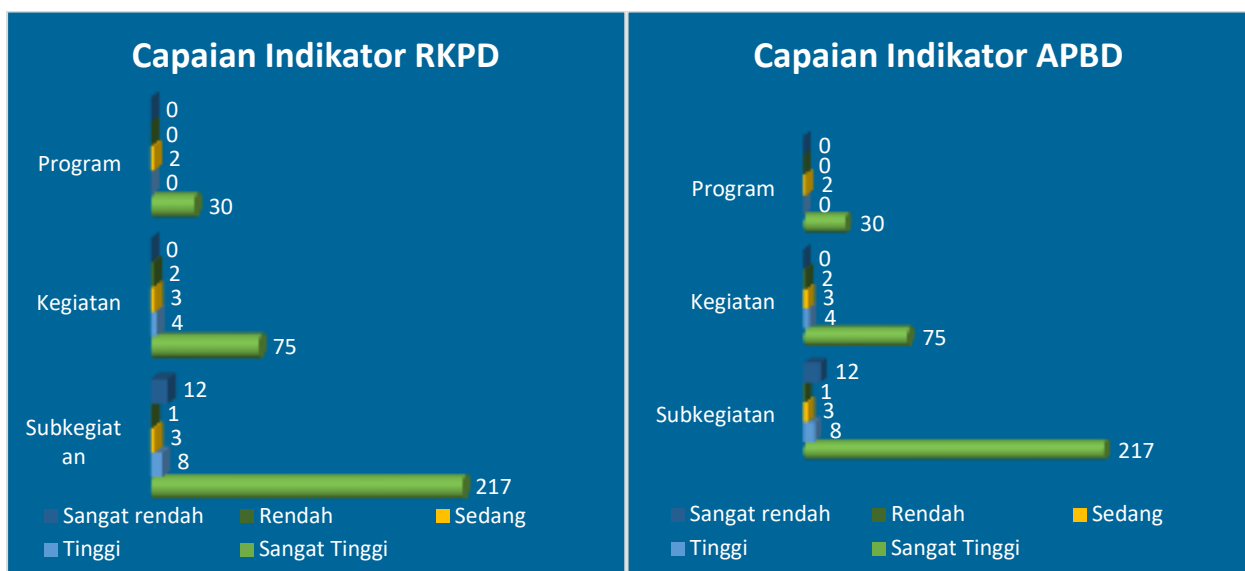 Capaian Indikator RKPD
0
0
Program
2
0
30
0
2
Kegiatan
3
4
75
12
1
Subkegiat
an
3
8
217
Sangat rendah Rendah Sedang
Tinggi Sangat Tinggi
Capaian Indikator APBD
0
0
Program
2
0
30
0
2
Kegiatan
3
4
75
12
1
Subkegiatan
3
8
217
Sangat rendah Rendah Sedang
Tinggi Sangat Tinggi